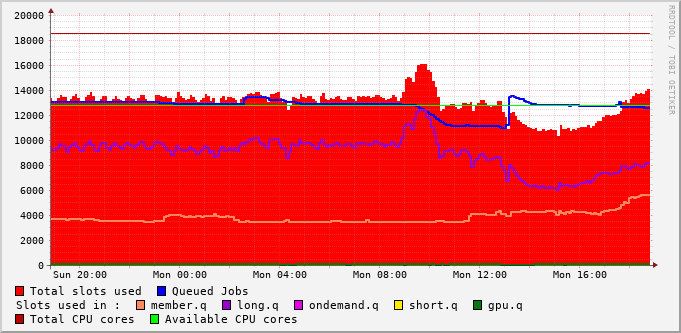 20000
18000
16000
14000
12000
10000
8000
6000
4000
2000
0
Sun 20:00 Mon 00:00 Mon 04:00 Mon 08:00 Mon 12:00 Mon 16:00
RRDTOOL / TOBI OETIKER
Total slots used Queued Jobs
Slots used in : member.q long.q ondemand.q short.q gpu.q
Total CPU cores Available CPU cores